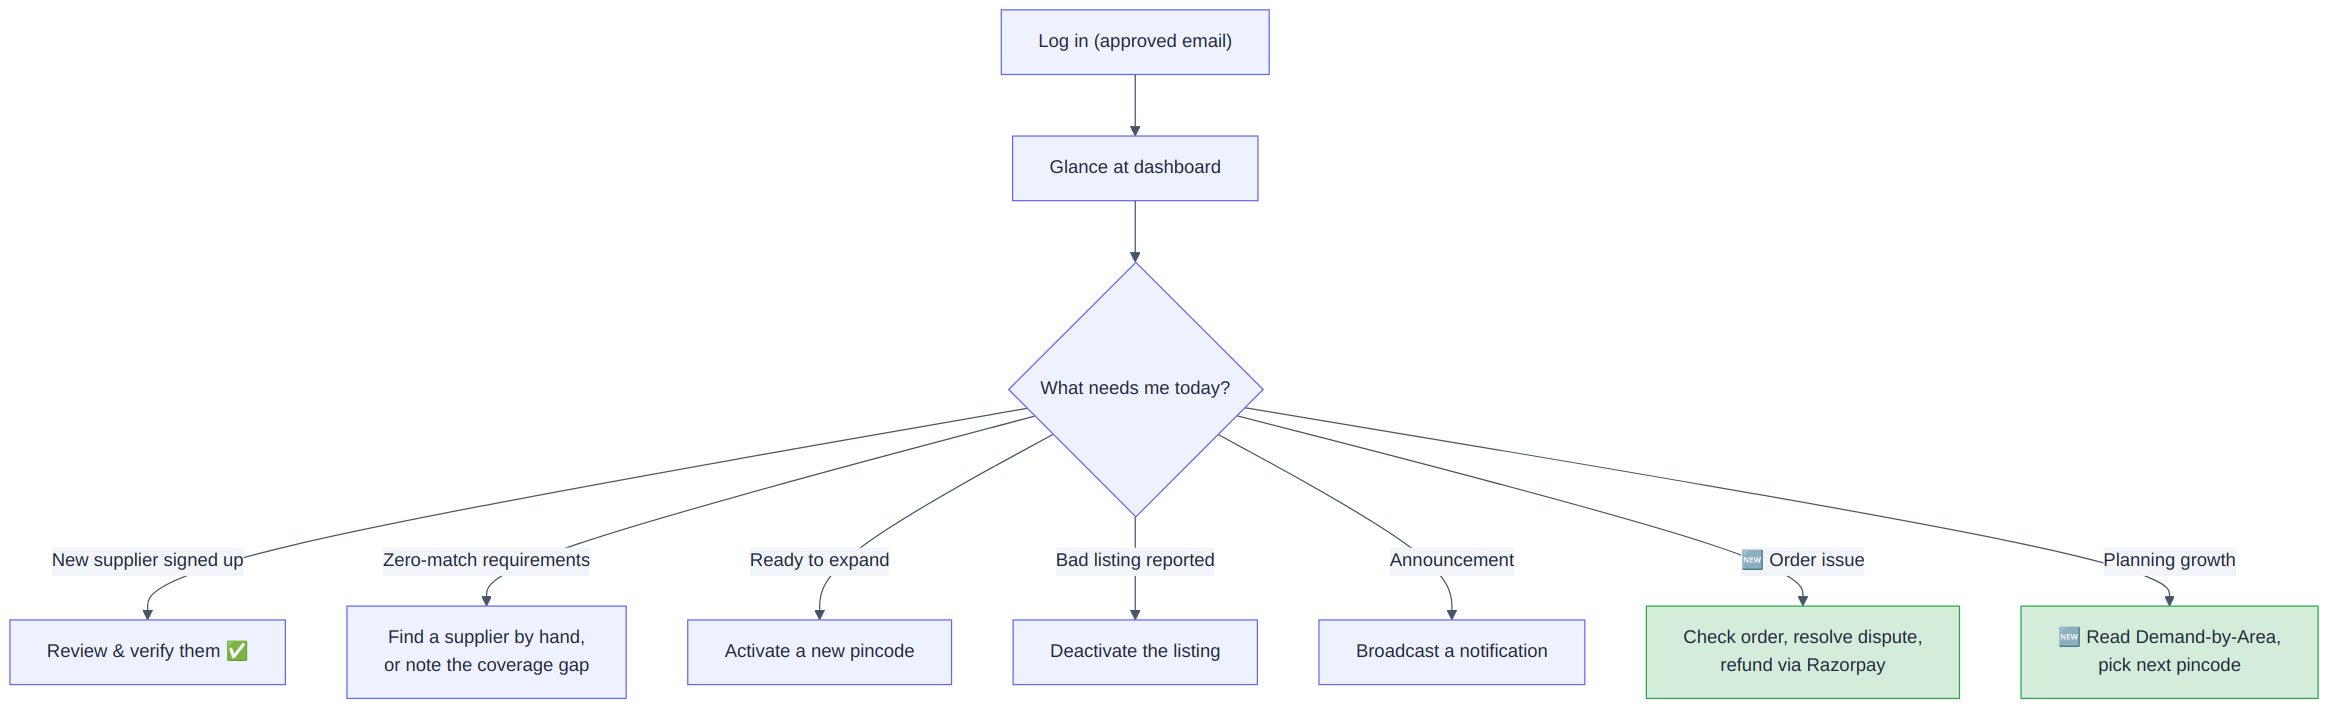 Log in (approved email)
Glance at dashboard
What needs me today?
New supplier signed up
Zero-match requirements
Ready to expand
Bad listing reported
Announcement
🆕 Order issue
Planning growth
Review & verify them ✅
Find a supplier by hand,
or note the coverage gap
Activate a new pincode
Deactivate the listing
Broadcast a notification
Check order, resolve dispute,
refund via Razorpay
🆕 Read Demand-by-Area,
pick next pincode